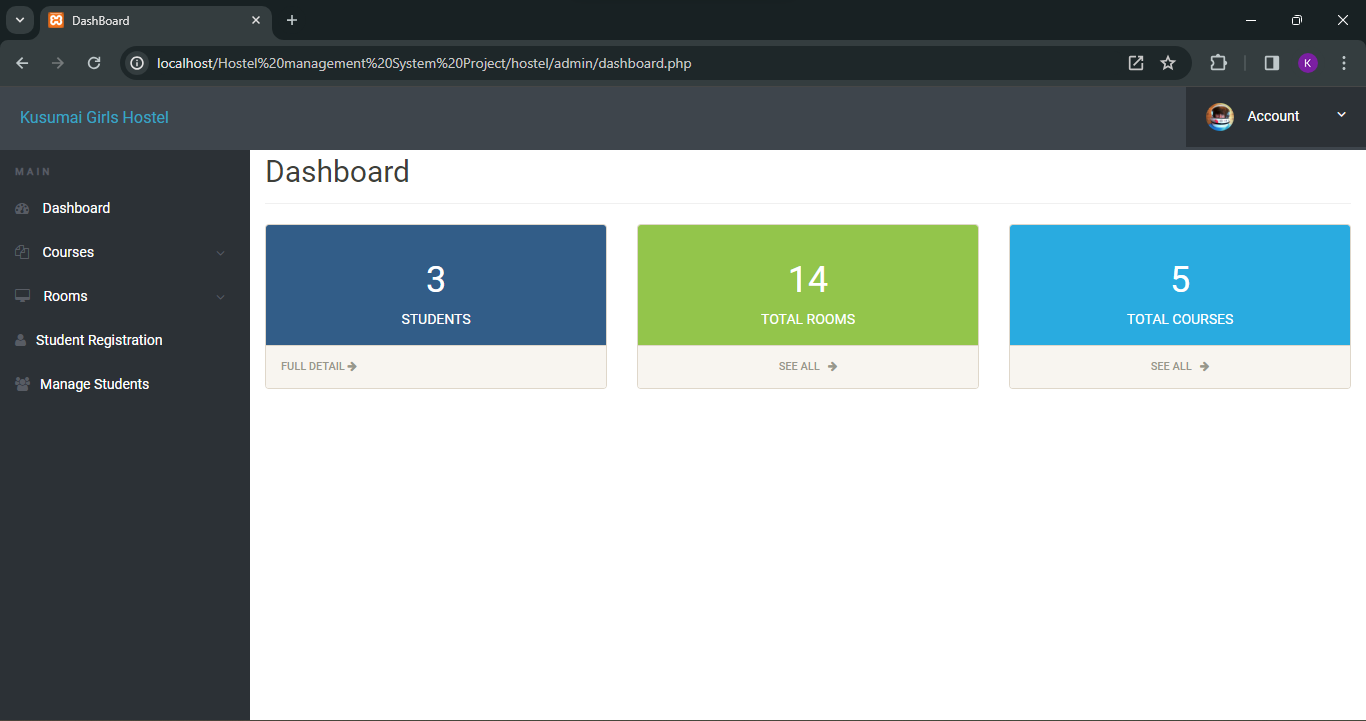 DashBoard
localhost/Hostel%20management%20System%20Project/hostel/admin/dashboard.php
K
Kusumai Girls Hostel
Account
MAIN
Dashboard
Courses
Rooms
Student Registration
Manage Students
Dashboard
3
STUDENTS
FULL DETAIL
14
TOTAL ROOMS
SEE ALL
5
TOTAL COURSES
SEE ALL